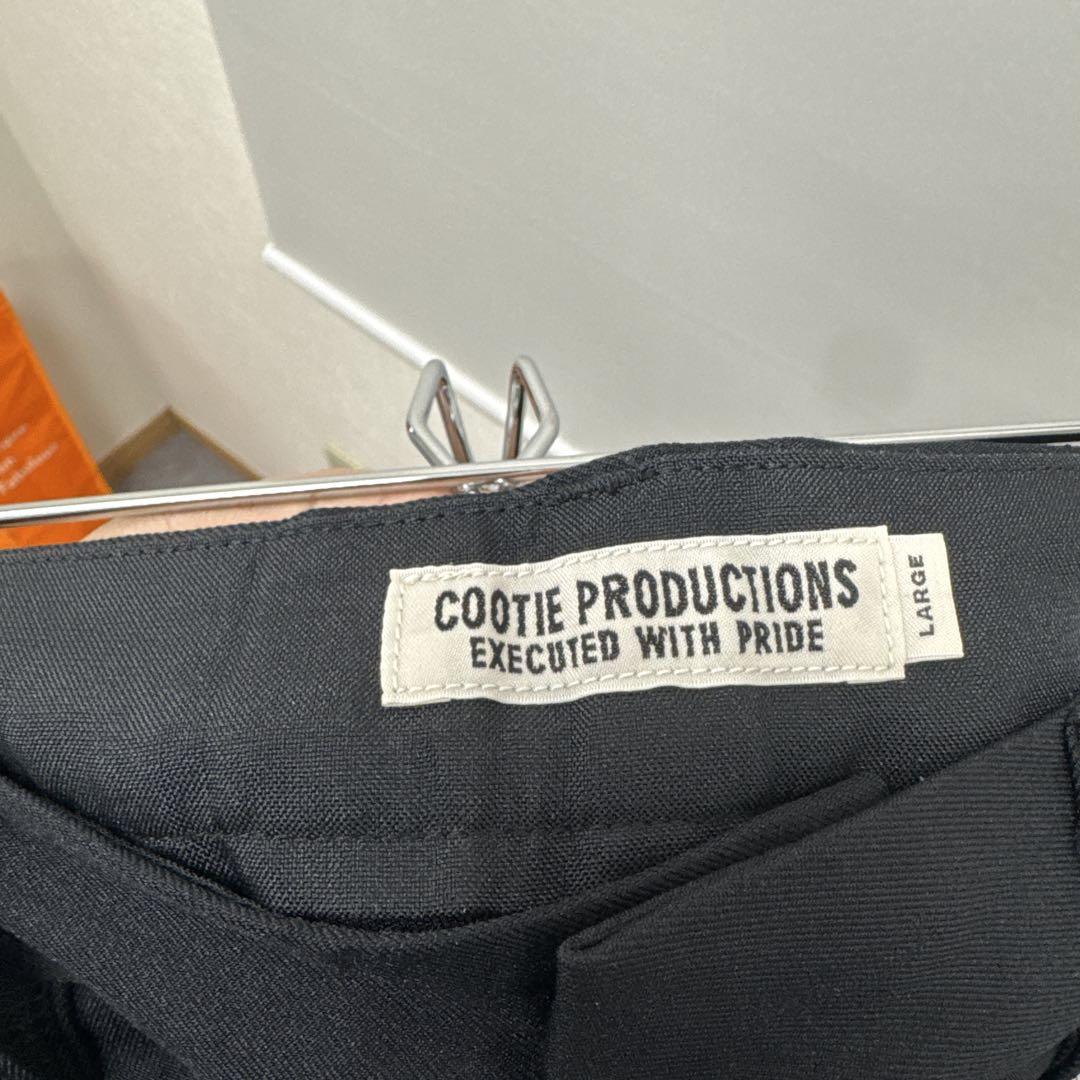 COOTIE PRODUCTIONS
EXECUTED WITH PRIDE
LARGE